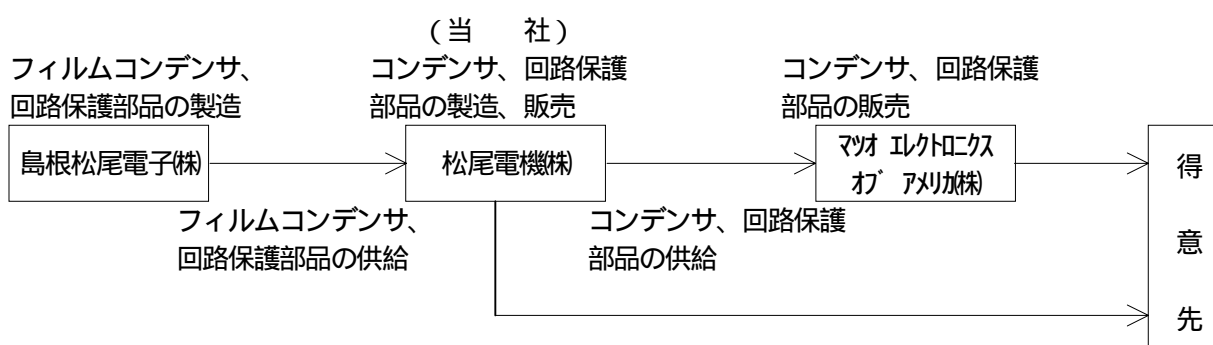 （当　　社）
フィルムコンデンサ、
回路保護部品の製造
コンデンサ、回路保護
部品の製造、販売
コンデンサ、回路保護
部品の販売
島根松尾電子㈱
松尾電機㈱
ﾏﾂｵ ｴﾚｸﾄﾛﾆｸｽ
ｵﾌﾞ ｱﾒﾘｶ㈱
得
意
先
フィルムコンデンサ、
回路保護部品の供給
コンデンサ、回路保護
部品の供給